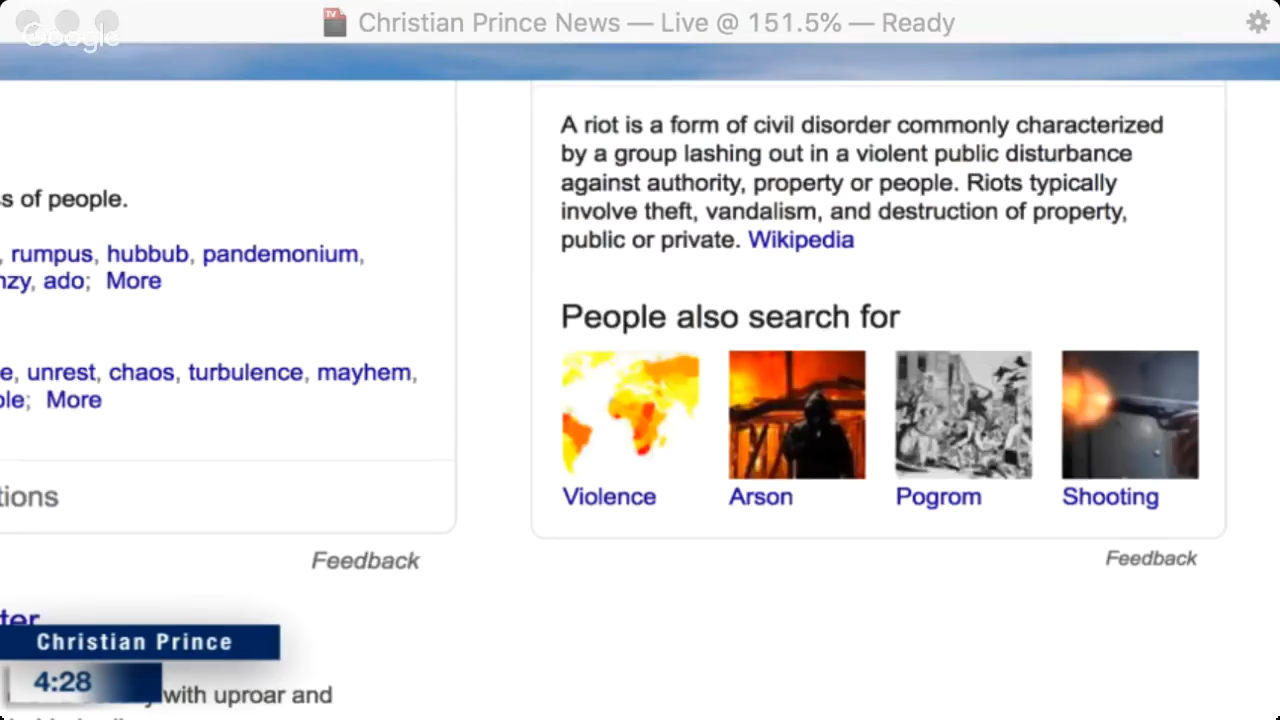 TV
Christian Prince News — Live @ 151.5% — Ready
Google
s of people.
, rumpus, hubbub, pandemonium,
nzy, ado; More
e, unrest, chaos, turbulence, mayhem,
ole; More
tions
Feedback
ter
Christian Prince
4:28
with uproar and
A riot is a form of civil disorder commonly characterized
by a group lashing out in a violent public disturbance
against authority, property or people. Riots typically
involve theft, vandalism, and destruction of property,
public or private. Wikipedia
People also search for
Violence Arson Pogrom Shooting
Feedback